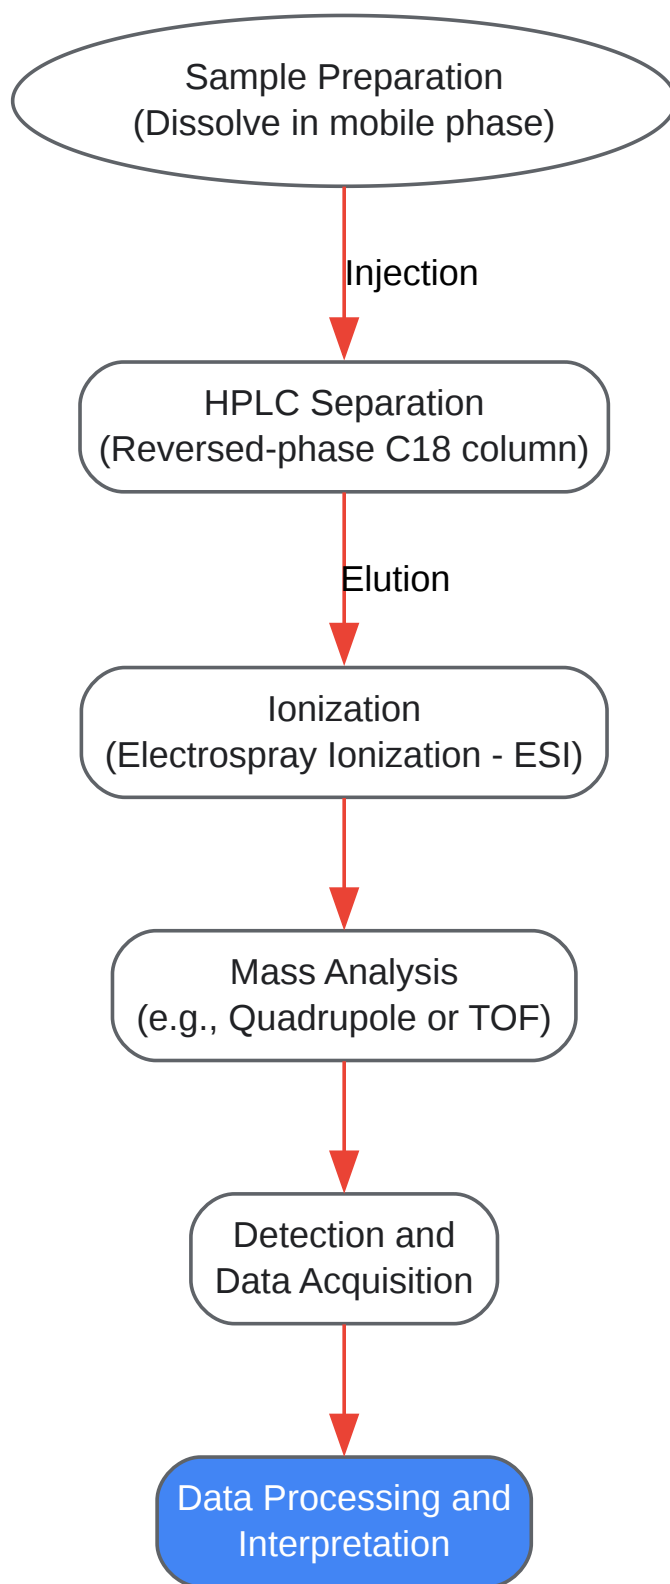 Sample Preparation
(Dissolve in mobile phase)
Injection
HPLC Separation
(Reversed-phase C18 column)
Elution
Ionization
(Electrospray Ionization - ESI)
Mass Analysis
(e.g., Quadrupole or TOF)
Detection and
Data Acquisition
Data Processing and
Interpretation